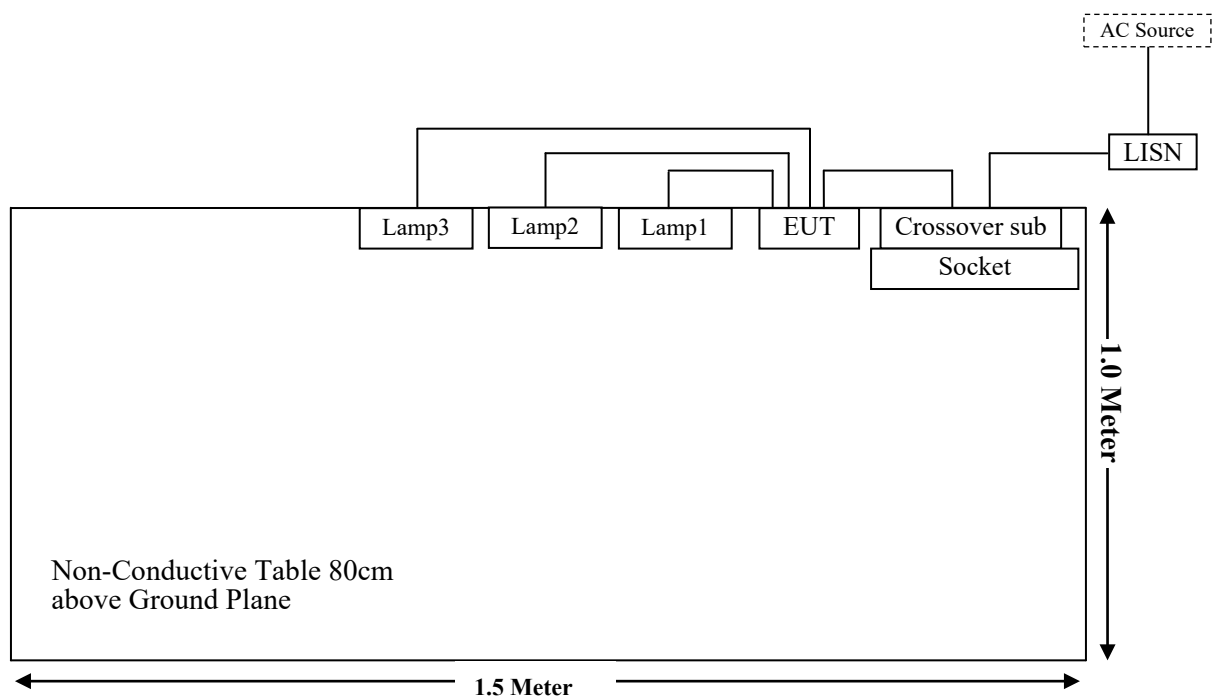 AC Source
LISN
Lamp3
Lamp2
Lamp1
EUT
Crossover sub
Socket
1.0 Meter
Non-Conductive Table 80cm
above Ground Plane
1.5 Meter